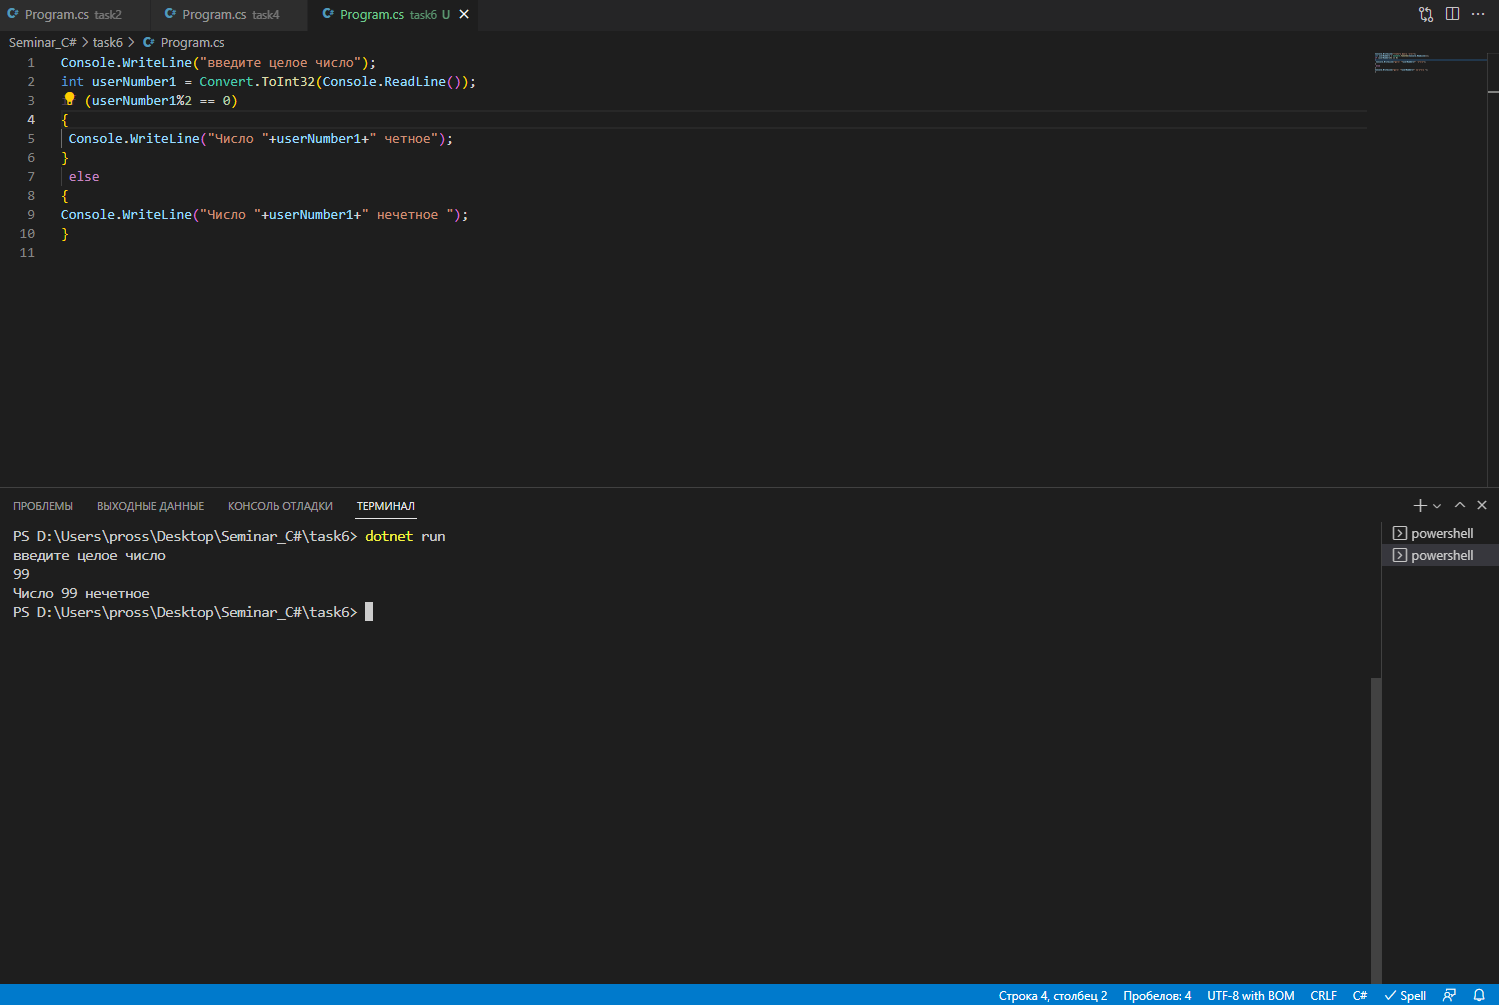 Program.cs task2 Program.cs task4 Program.cs task6 U
Seminar_C# > task6 > Program.cs
1 Console.WriteLine("введите целое число");
2 int userNumber1 = Convert.ToInt32(Console.ReadLine());
3 (userNumber1%2 == 0)
4 {
5 Console.WriteLine("Число "+userNumber1+" четное");
6 }
7 else
8 {
9 Console.WriteLine("Число "+userNumber1+" нечетное ");
10 }
11
ПРОБЛЕМЫ ВЫХОДНЫЕ ДАННЫЕ КОНСОЛЬ ОТЛАДКИ ТЕРМИНАЛ
PS D:\Users\pross\Desktop\Seminar_C#\task6> dotnet run
введите целое число
99
Число 99 нечетное
PS D:\Users\pross\Desktop\Seminar_C#\task6>
powershell
powershell
Строка 4, столбец 2 Пробелов: 4 UTF-8 with BOM CRLF C# Spell